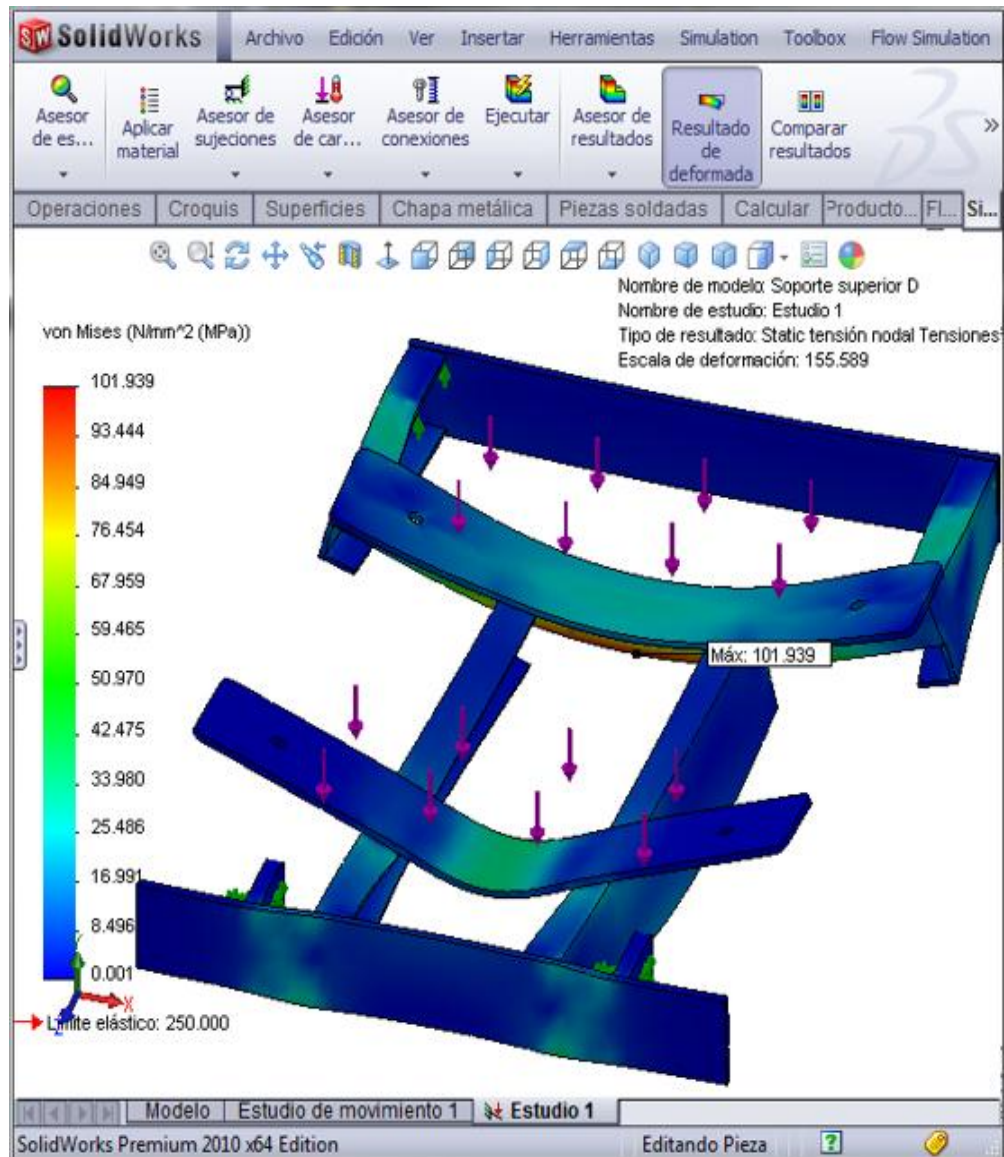 SolidWorks Archivo Edición Ver Insertar Herramientas Simulation Toolbox Flow Simulation
Asesor de es...
Aplicar material
Asesor de sujeciones
Asesor de car...
Asesor de conexiones
Ejecutar
Asesor de resultados
Resultado de deformada
Comparar resultados
»
Operaciones Croquis Superficies Chapa metálica Piezas soldadas Calcular Producto... Fl... Si...
Nombre de modelo: Soporte superior D
Nombre de estudio: Estudio 1
Tipo de resultado: Static tensión nodal Tensiones
Escala de deformación: 155.589
von Mises (N/mm^2 (MPa))
101.939
93.444
84.949
76.454
67.959
59.465
50.970
42.475
33.980
25.486
16.991
8.496
0.001
Máx: 101.939
Y
X
Z
Límite elástico: 250.000
Modelo Estudio de movimiento 1 Estudio 1
SolidWorks Premium 2010 x64 Edition Editando Pieza ?